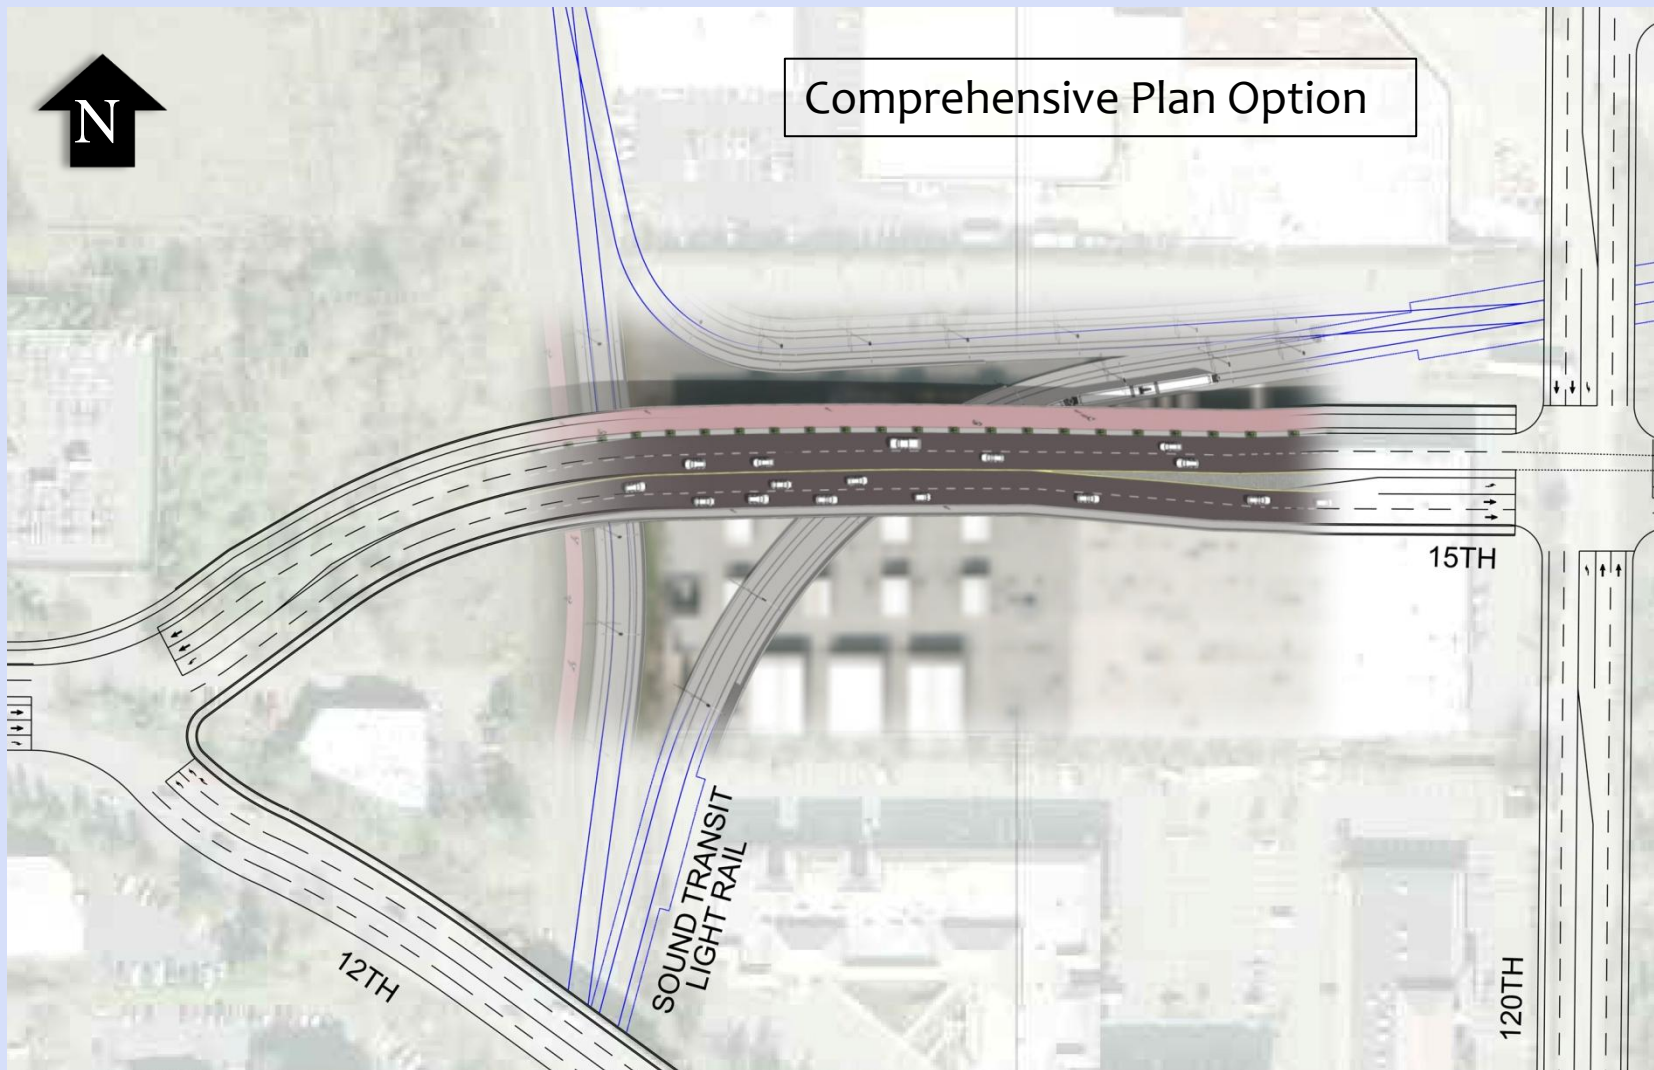 N
Comprehensive Plan Option
15TH
SOUND TRANSIT
LIGHT RAIL
12TH
120TH